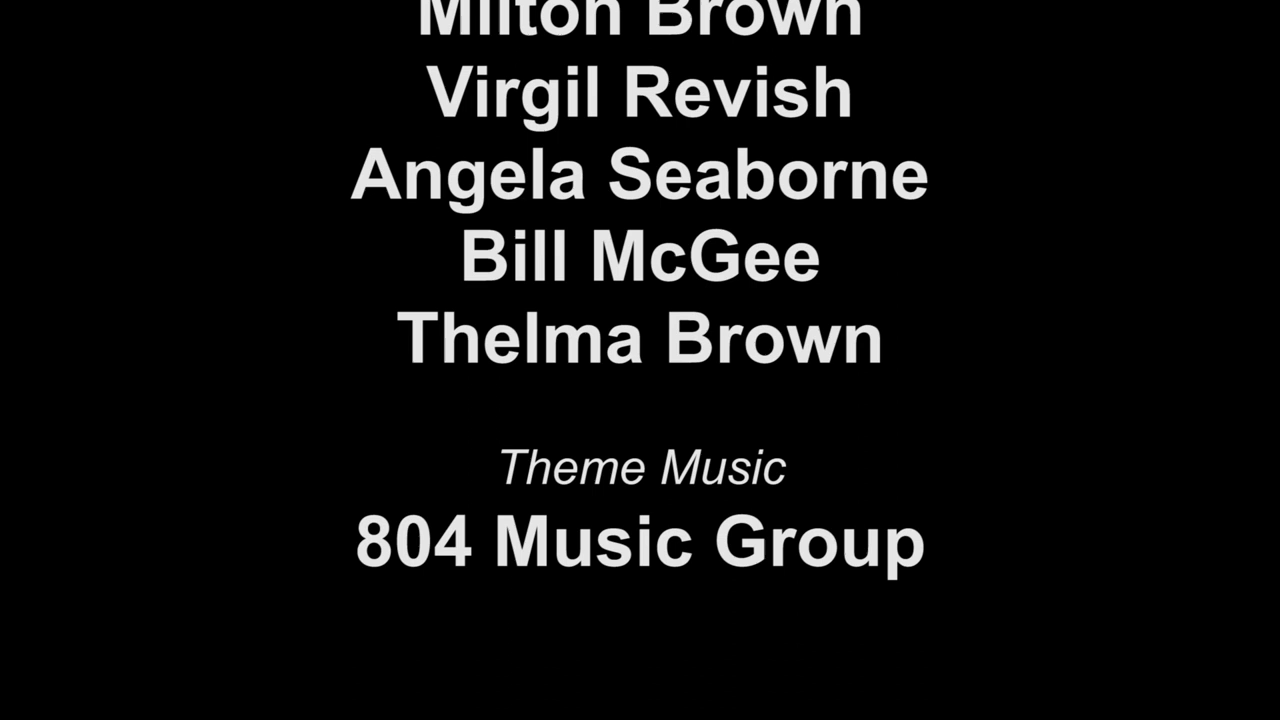 Milton Brown
Virgil Revish
Angela Seaborne
Bill McGee
Thelma Brown
Theme Music
804 Music Group